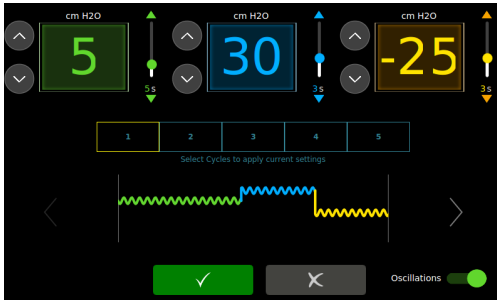 cm H2O cm H2O cm H2O
5 30 -25
5 s 3 s 3 s
1 2 3 4 5
Select Cycles to apply current settings
Oscillations